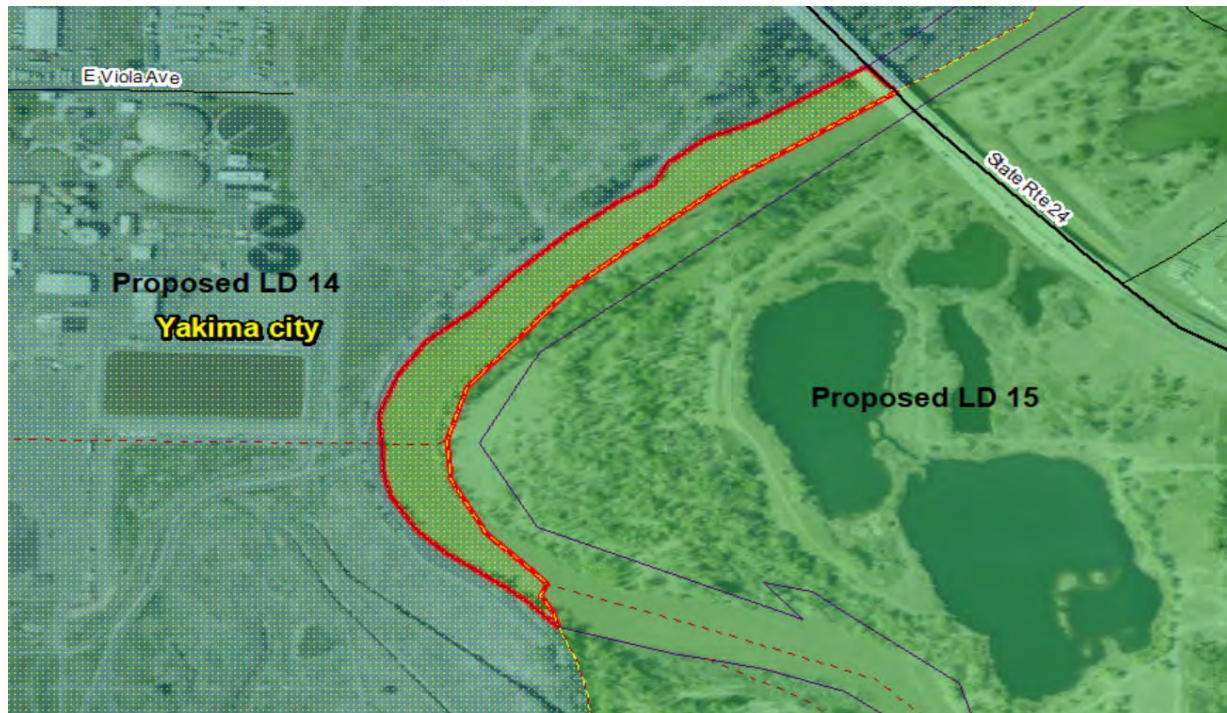 E Viola Ave
State Rte 24
Proposed LD 14
Yakima city
Proposed LD 15